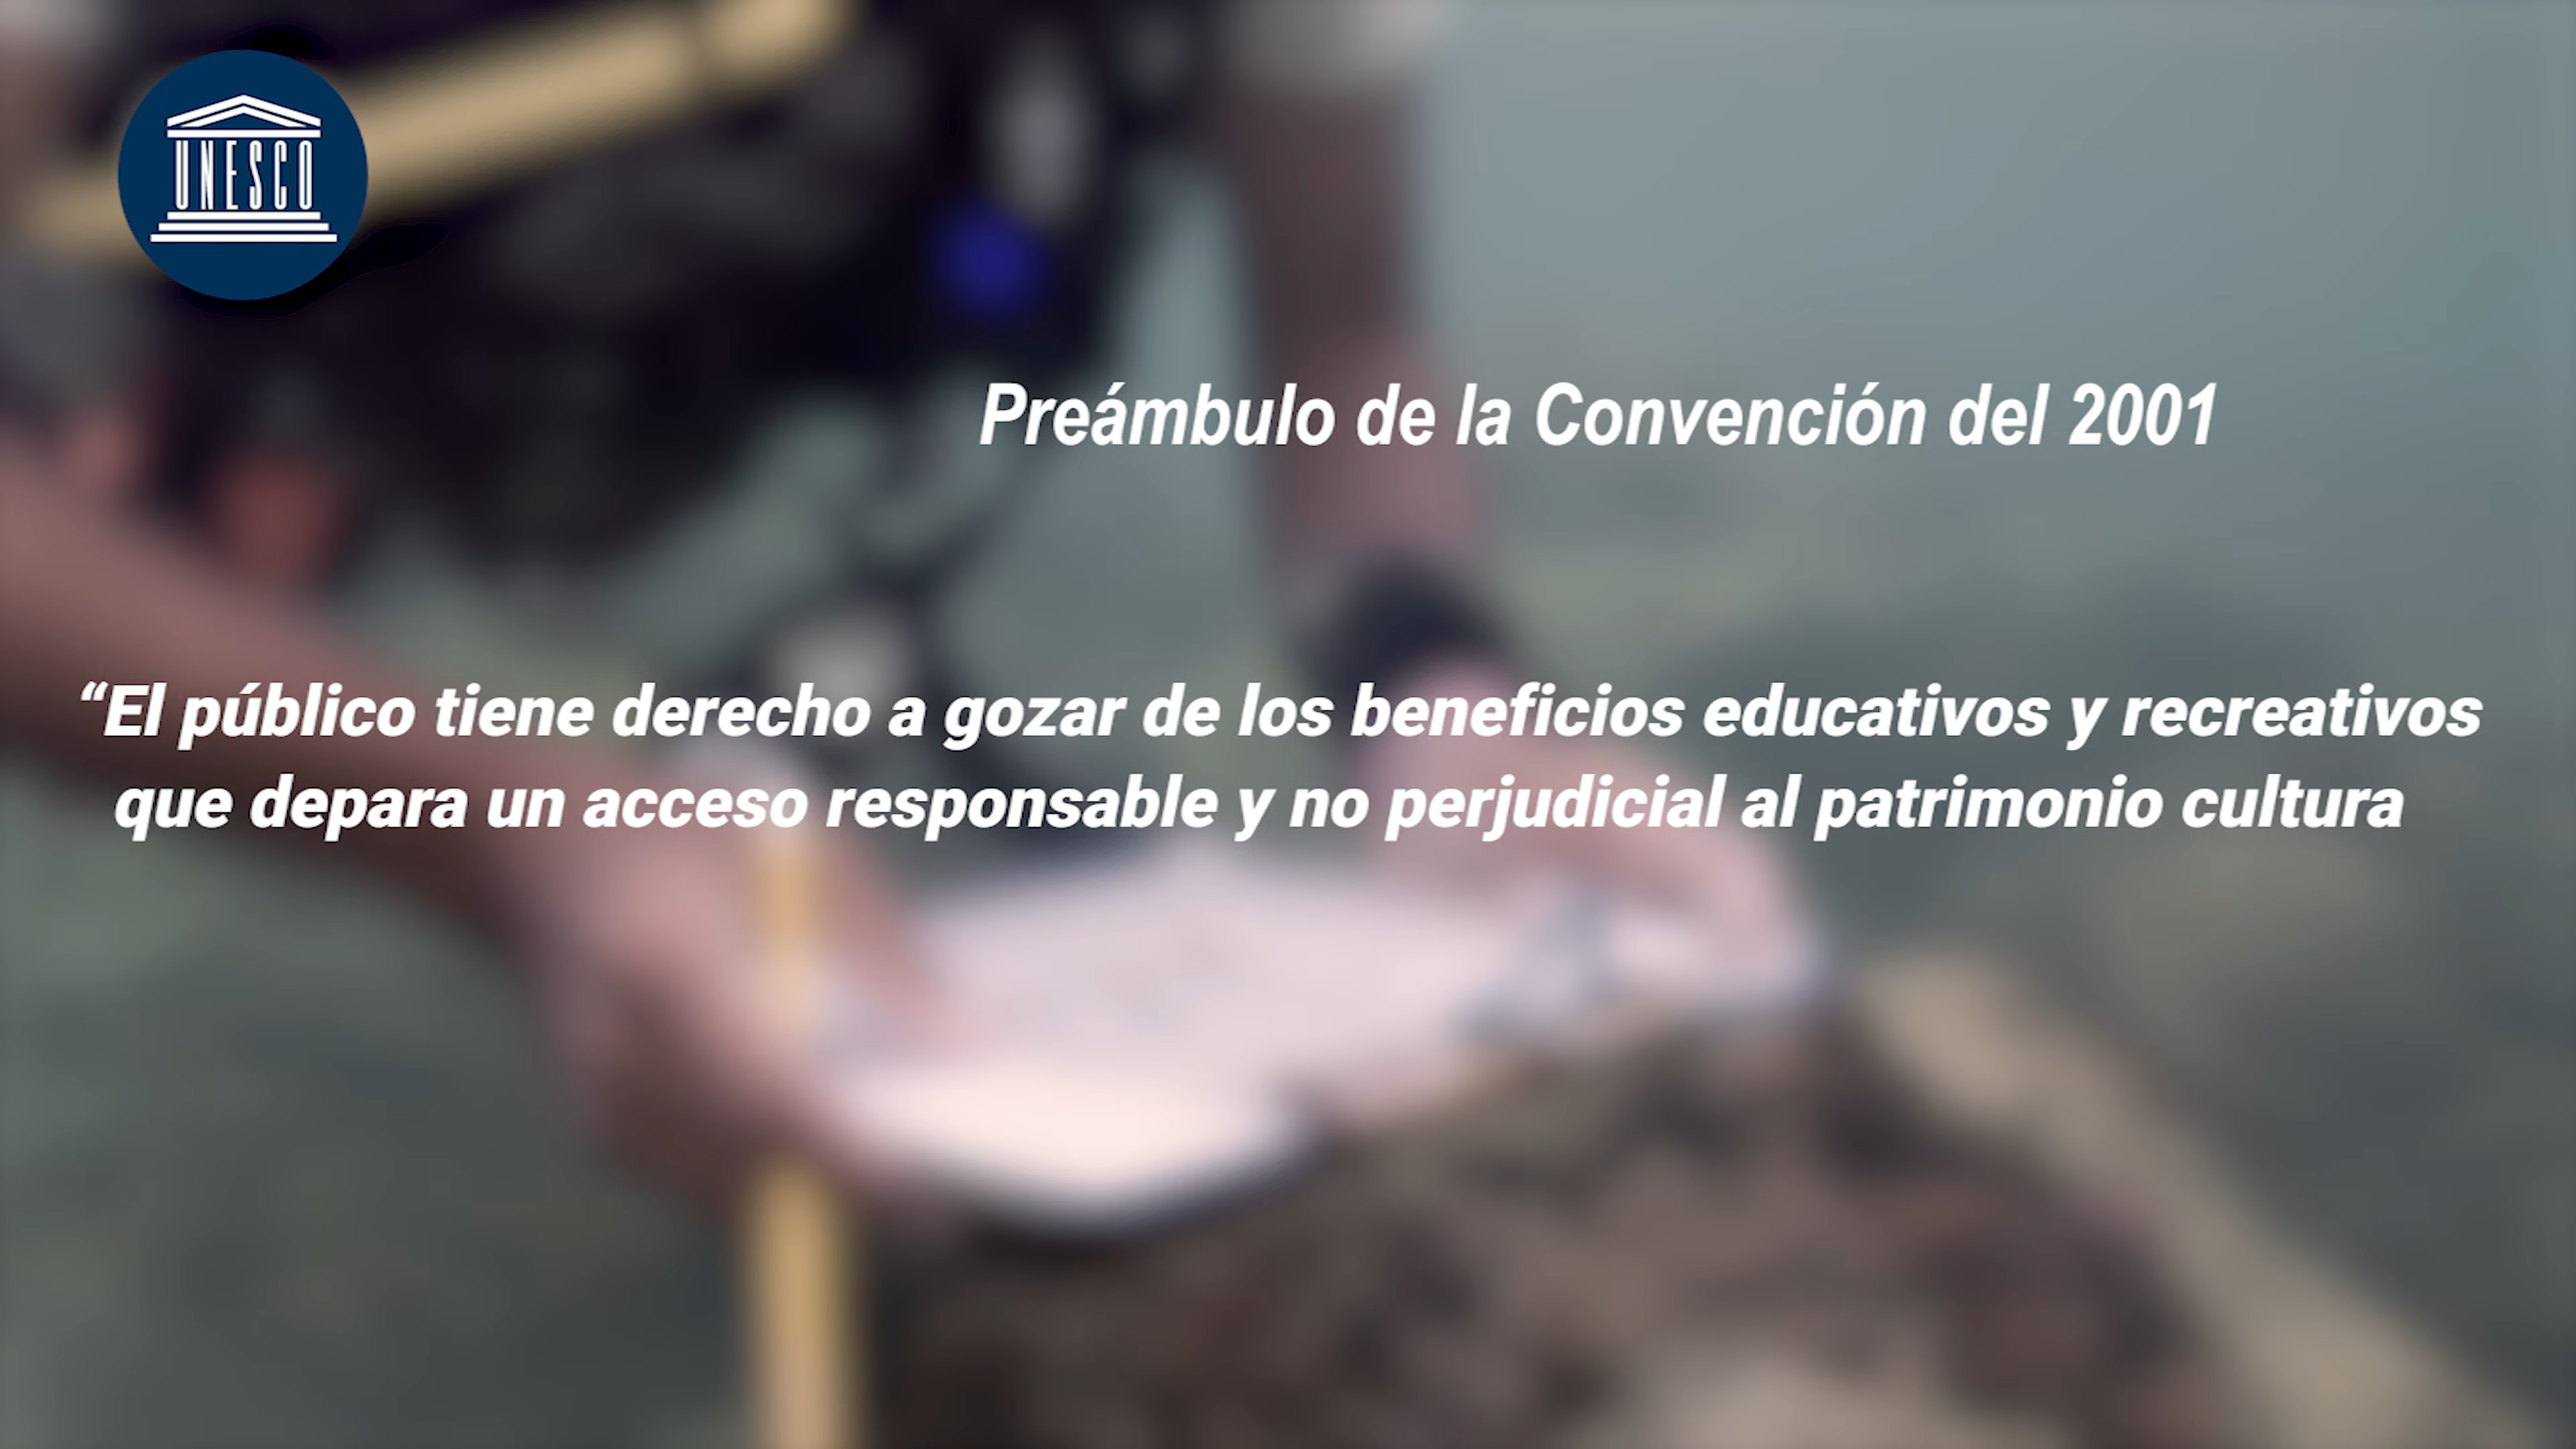 UNESCO
Preámbulo de la Convención del 2001
“El público tiene derecho a gozar de los beneficios educativos y recreativos
que depara un acceso responsable y no perjudicial al patrimonio cultura